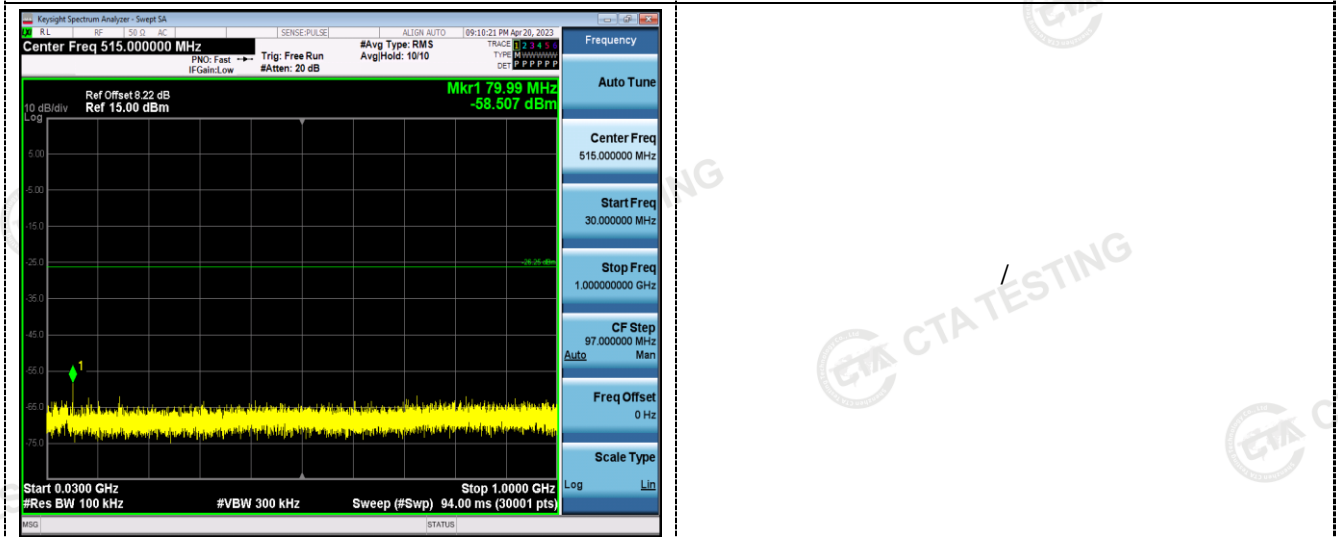 Keysight Spectrum Analyzer - Swept SA
RL RF 50 Ω AC SENSE:PULSE ALIGN AUTO 09:10:21 PM Apr 20, 2023
Center Freq 515.000000 MHz
PNO: Fast
IFGain:Low
Trig: Free Run
#Atten: 20 dB
#Avg Type: RMS
Avg|Hold: 10/10
TRACE 1 2 3 4 5 6
TYPE M W W W W W
DET P P P P P P
Frequency
Auto Tune
Mkr1 79.99 MHz
-58.507 dBm
Ref Offset 8.22 dB
10 dB/div Ref 15.00 dBm
Log
5.00
-5.00
-15.0
-25.0
-26.25 dBm
-35.0
-45.0
-55.0
1
-65.0
-75.0
Start 0.0300 GHz
Stop 1.0000 GHz
#Res BW 100 kHz
#VBW 300 kHz
Sweep (#Swp) 94.00 ms (30001 pts)
MSG
STATUS
Center Freq
515.000000 MHz
Start Freq
30.000000 MHz
Stop Freq
1.000000000 GHz
CF Step
97.000000 MHz
Auto Man
Freq Offset
0 Hz
Scale Type
Log Lin
/
CTA TESTING
CTA